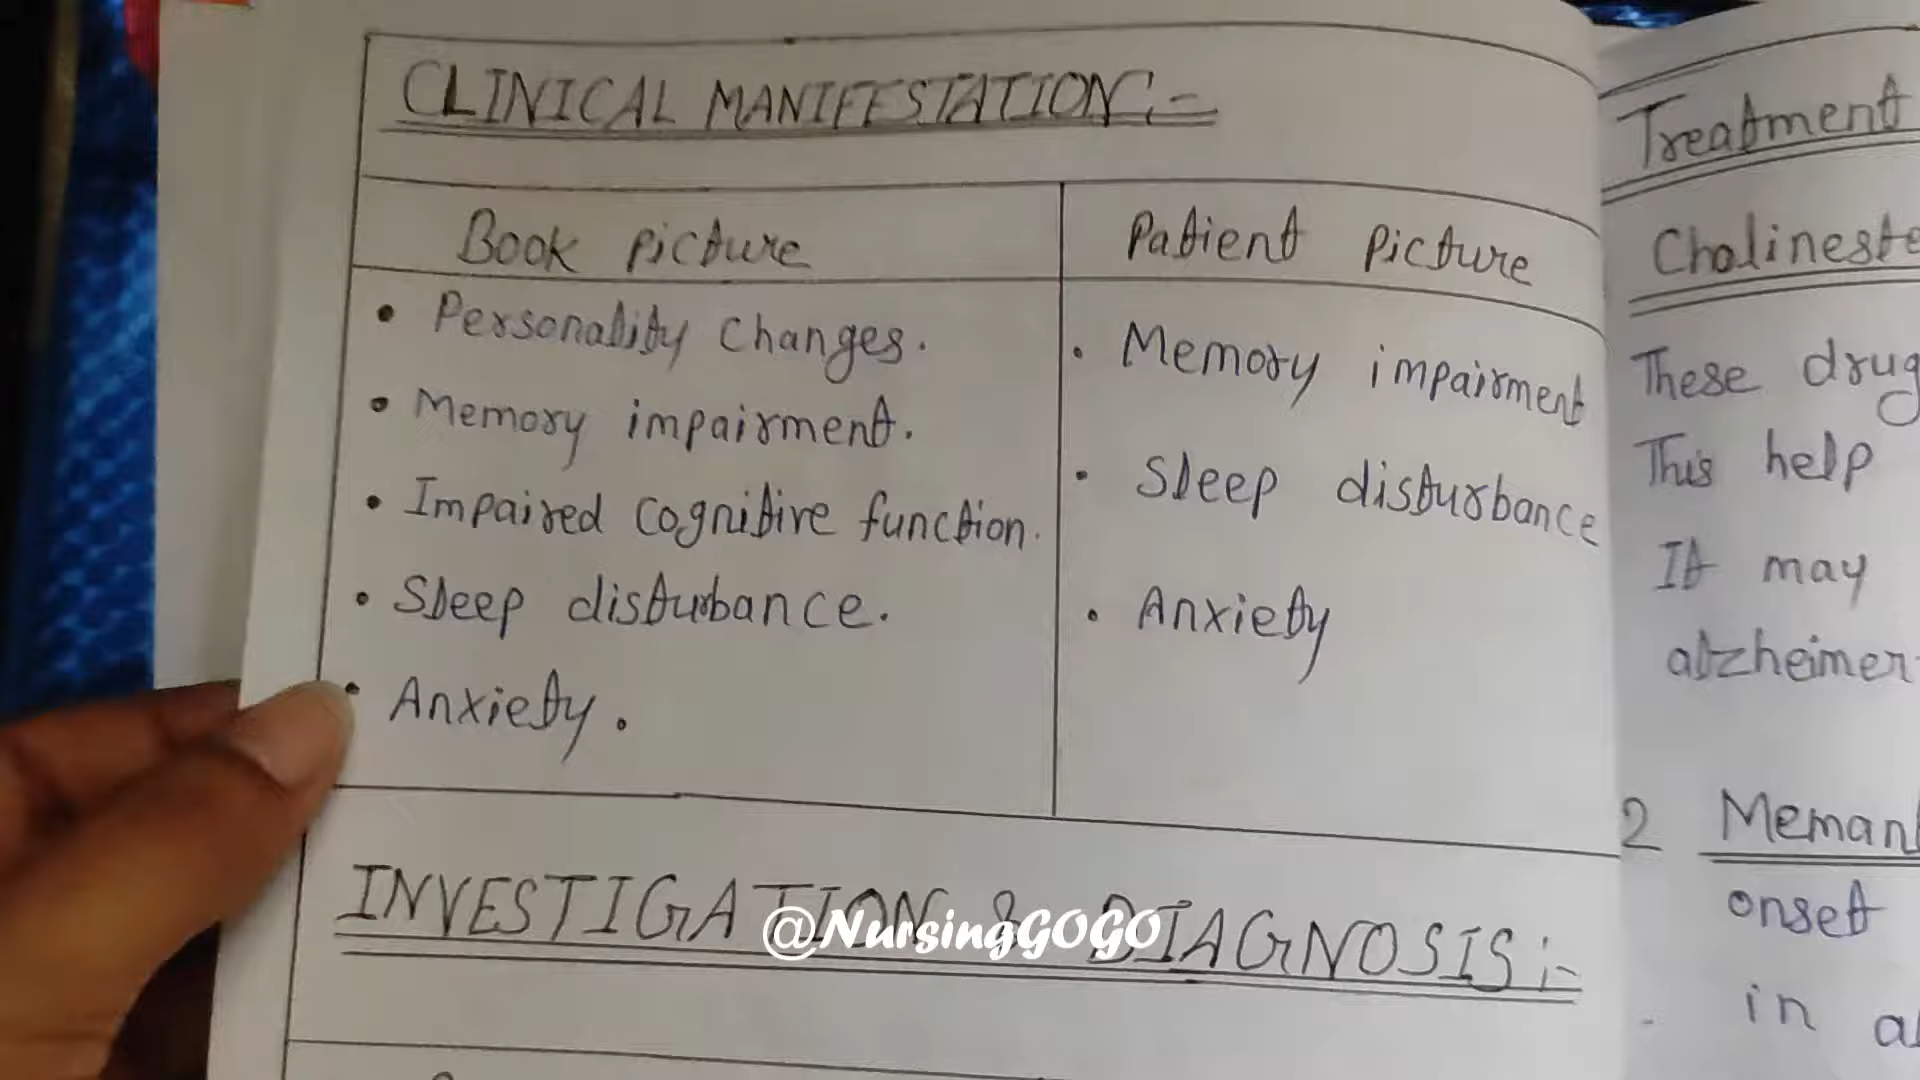 CLINICAL MANIFESTATION:-
Book picture
Personality changes.
Memory impairment.
Impaired cognitive function.
Sleep disturbance.
Anxiety.
Patient picture
Memory impairment
Sleep disturbance
Anxiety
INVESTIGATION & DIAGNOSIS:-
@NursingGOGO
Treatment
Cholineste
These drug
This help
It may
alzheimer
2 Meman
onset
in al